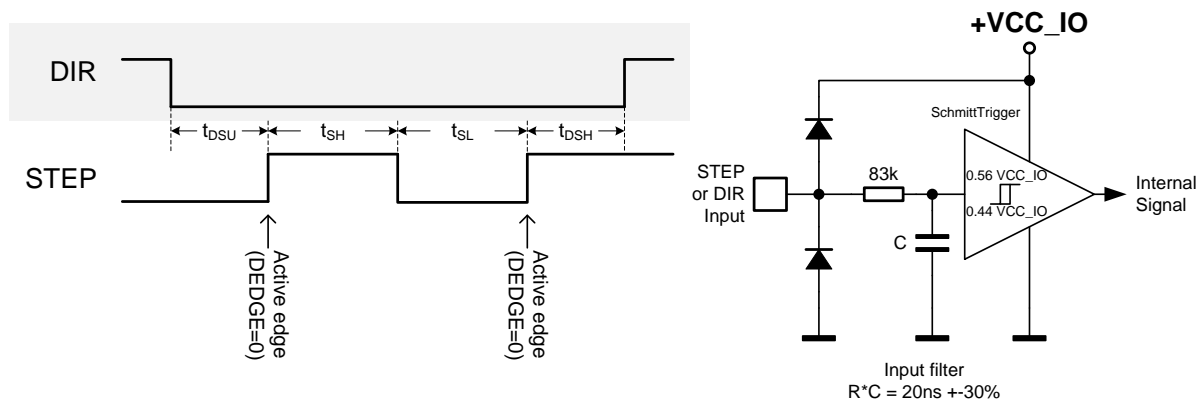 DIR
tDSU
tSH
tSL
tDSH
STEP
Active edge
(DEDGE=0)
Active edge
(DEDGE=0)
+VCC_IO
SchmittTrigger
STEP
or DIR
Input
83k
0.56 VCC_IO
0.44 VCC_IO
C
Internal
Signal
Input filter
R*C = 20ns +-30%